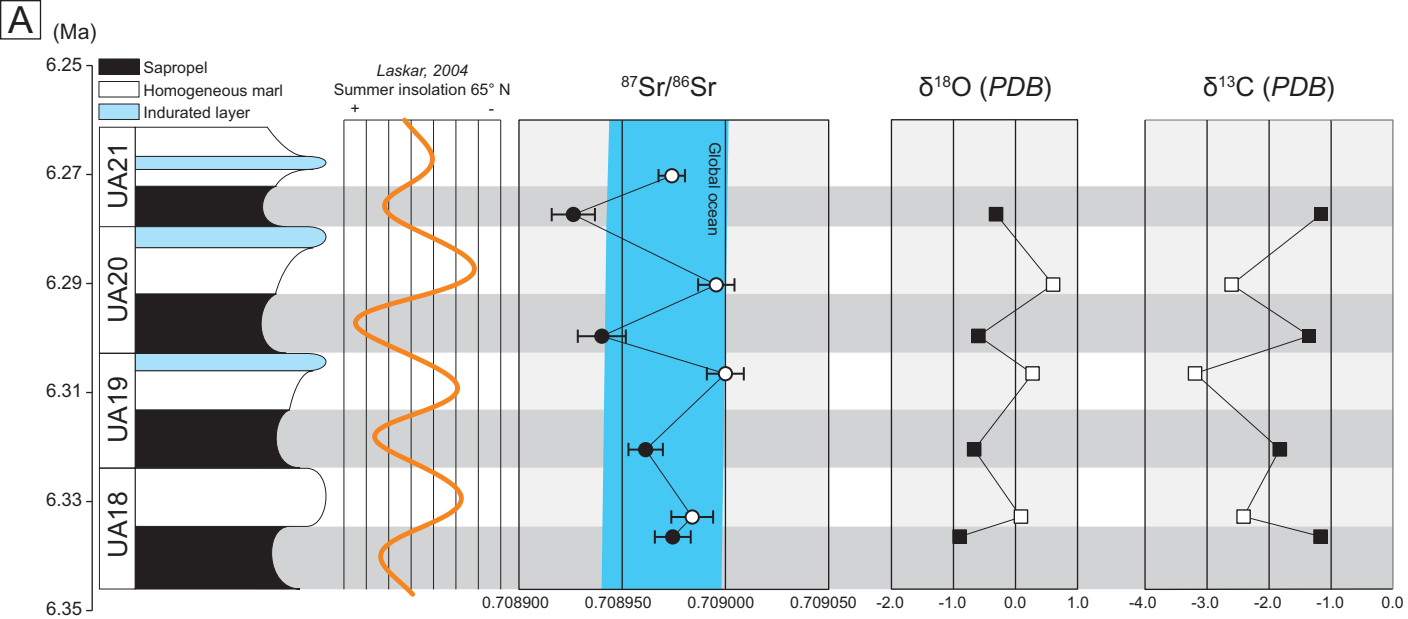 A
(Ma)
6.25
6.27
6.29
6.31
6.33
6.35
Sapropel
Homogeneous marl
Indurated layer
UA21
UA20
UA19
UA18
Laskar, 2004
Summer insolation 65° N
+ -
⁸⁷Sr/⁸⁶Sr
Global ocean
0.708900 0.708950 0.709000 0.709050
δ¹⁸O (PDB)
-2.0 -1.0 0.0 1.0
δ¹³C (PDB)
-4.0 -3.0 -2.0 -1.0 0.0